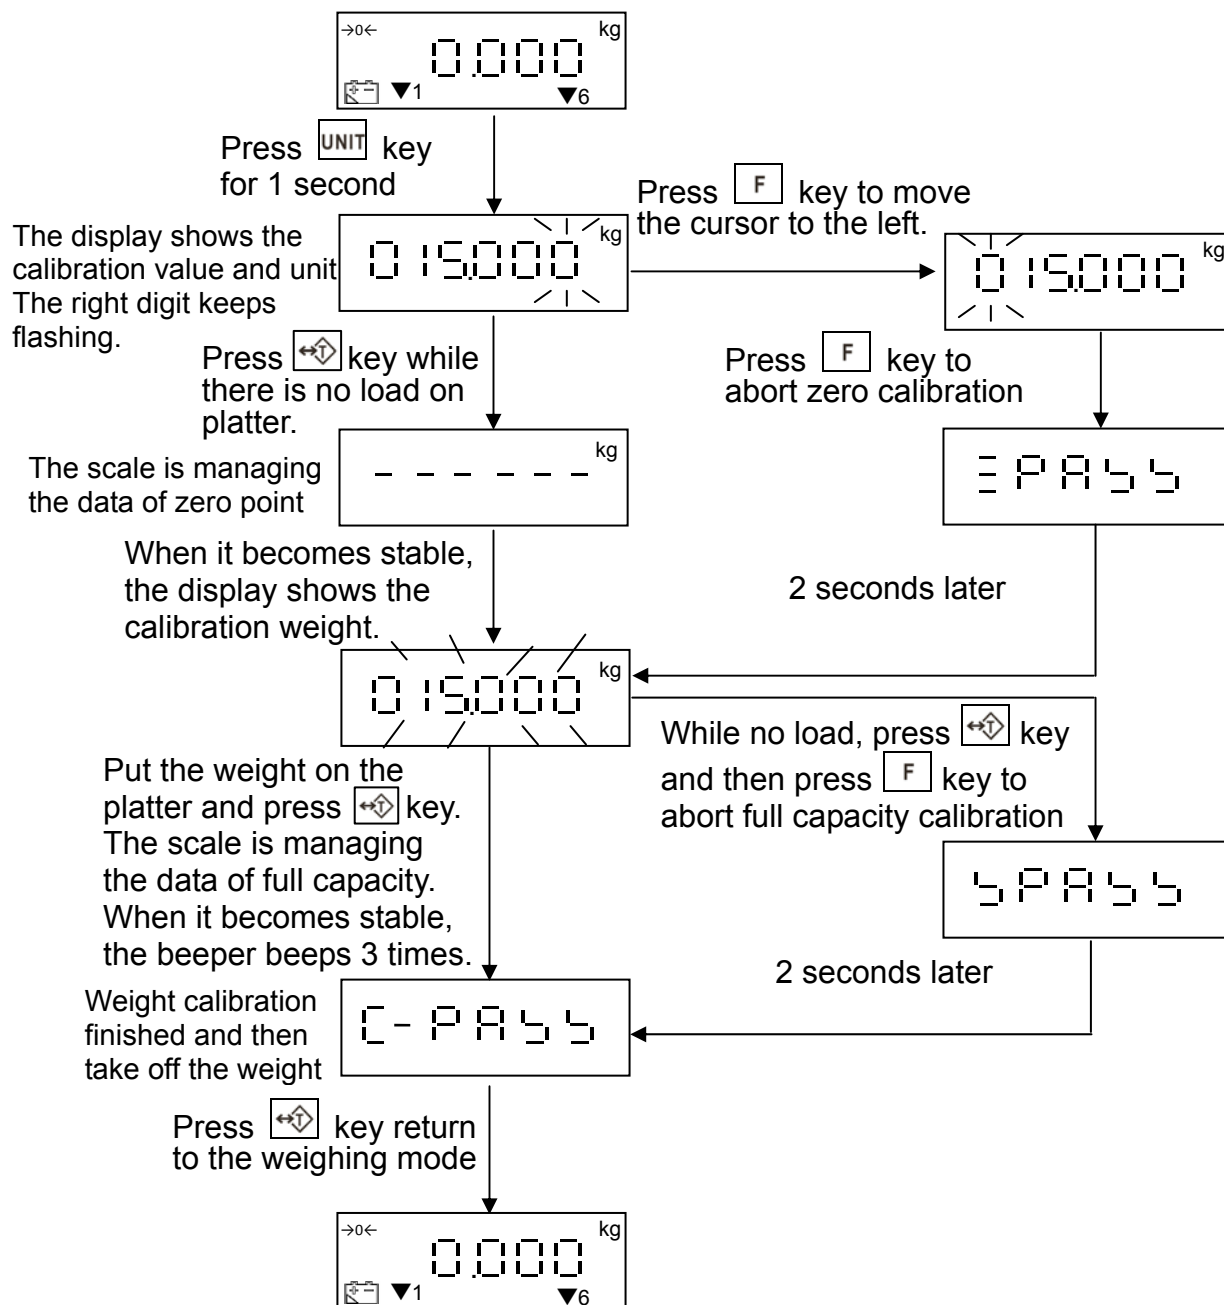 →0← 0.000 kg
▼1 ▼6
Press UNIT key
for 1 second
Press F key to move
the cursor to the left.
The display shows the
calibration value and unit
The right digit keeps
flashing.
015.000 kg
015.000 kg
Press ↔T key while
there is no load on
platter.
Press F key to
abort zero calibration
The scale is managing
the data of zero point
- - - - - - kg
PASS
When it becomes stable,
the display shows the
calibration weight.
2 seconds later
015.000 kg
While no load, press ↔T key
and then press F key to
abort full capacity calibration
Put the weight on the
platter and press ↔T key.
The scale is managing
the data of full capacity.
When it becomes stable,
the beeper beeps 3 times.
SPASS
2 seconds later
Weight calibration
finished and then
take off the weight
C-PASS
Press ↔T key return
to the weighing mode
→0← 0.000 kg
▼1 ▼6